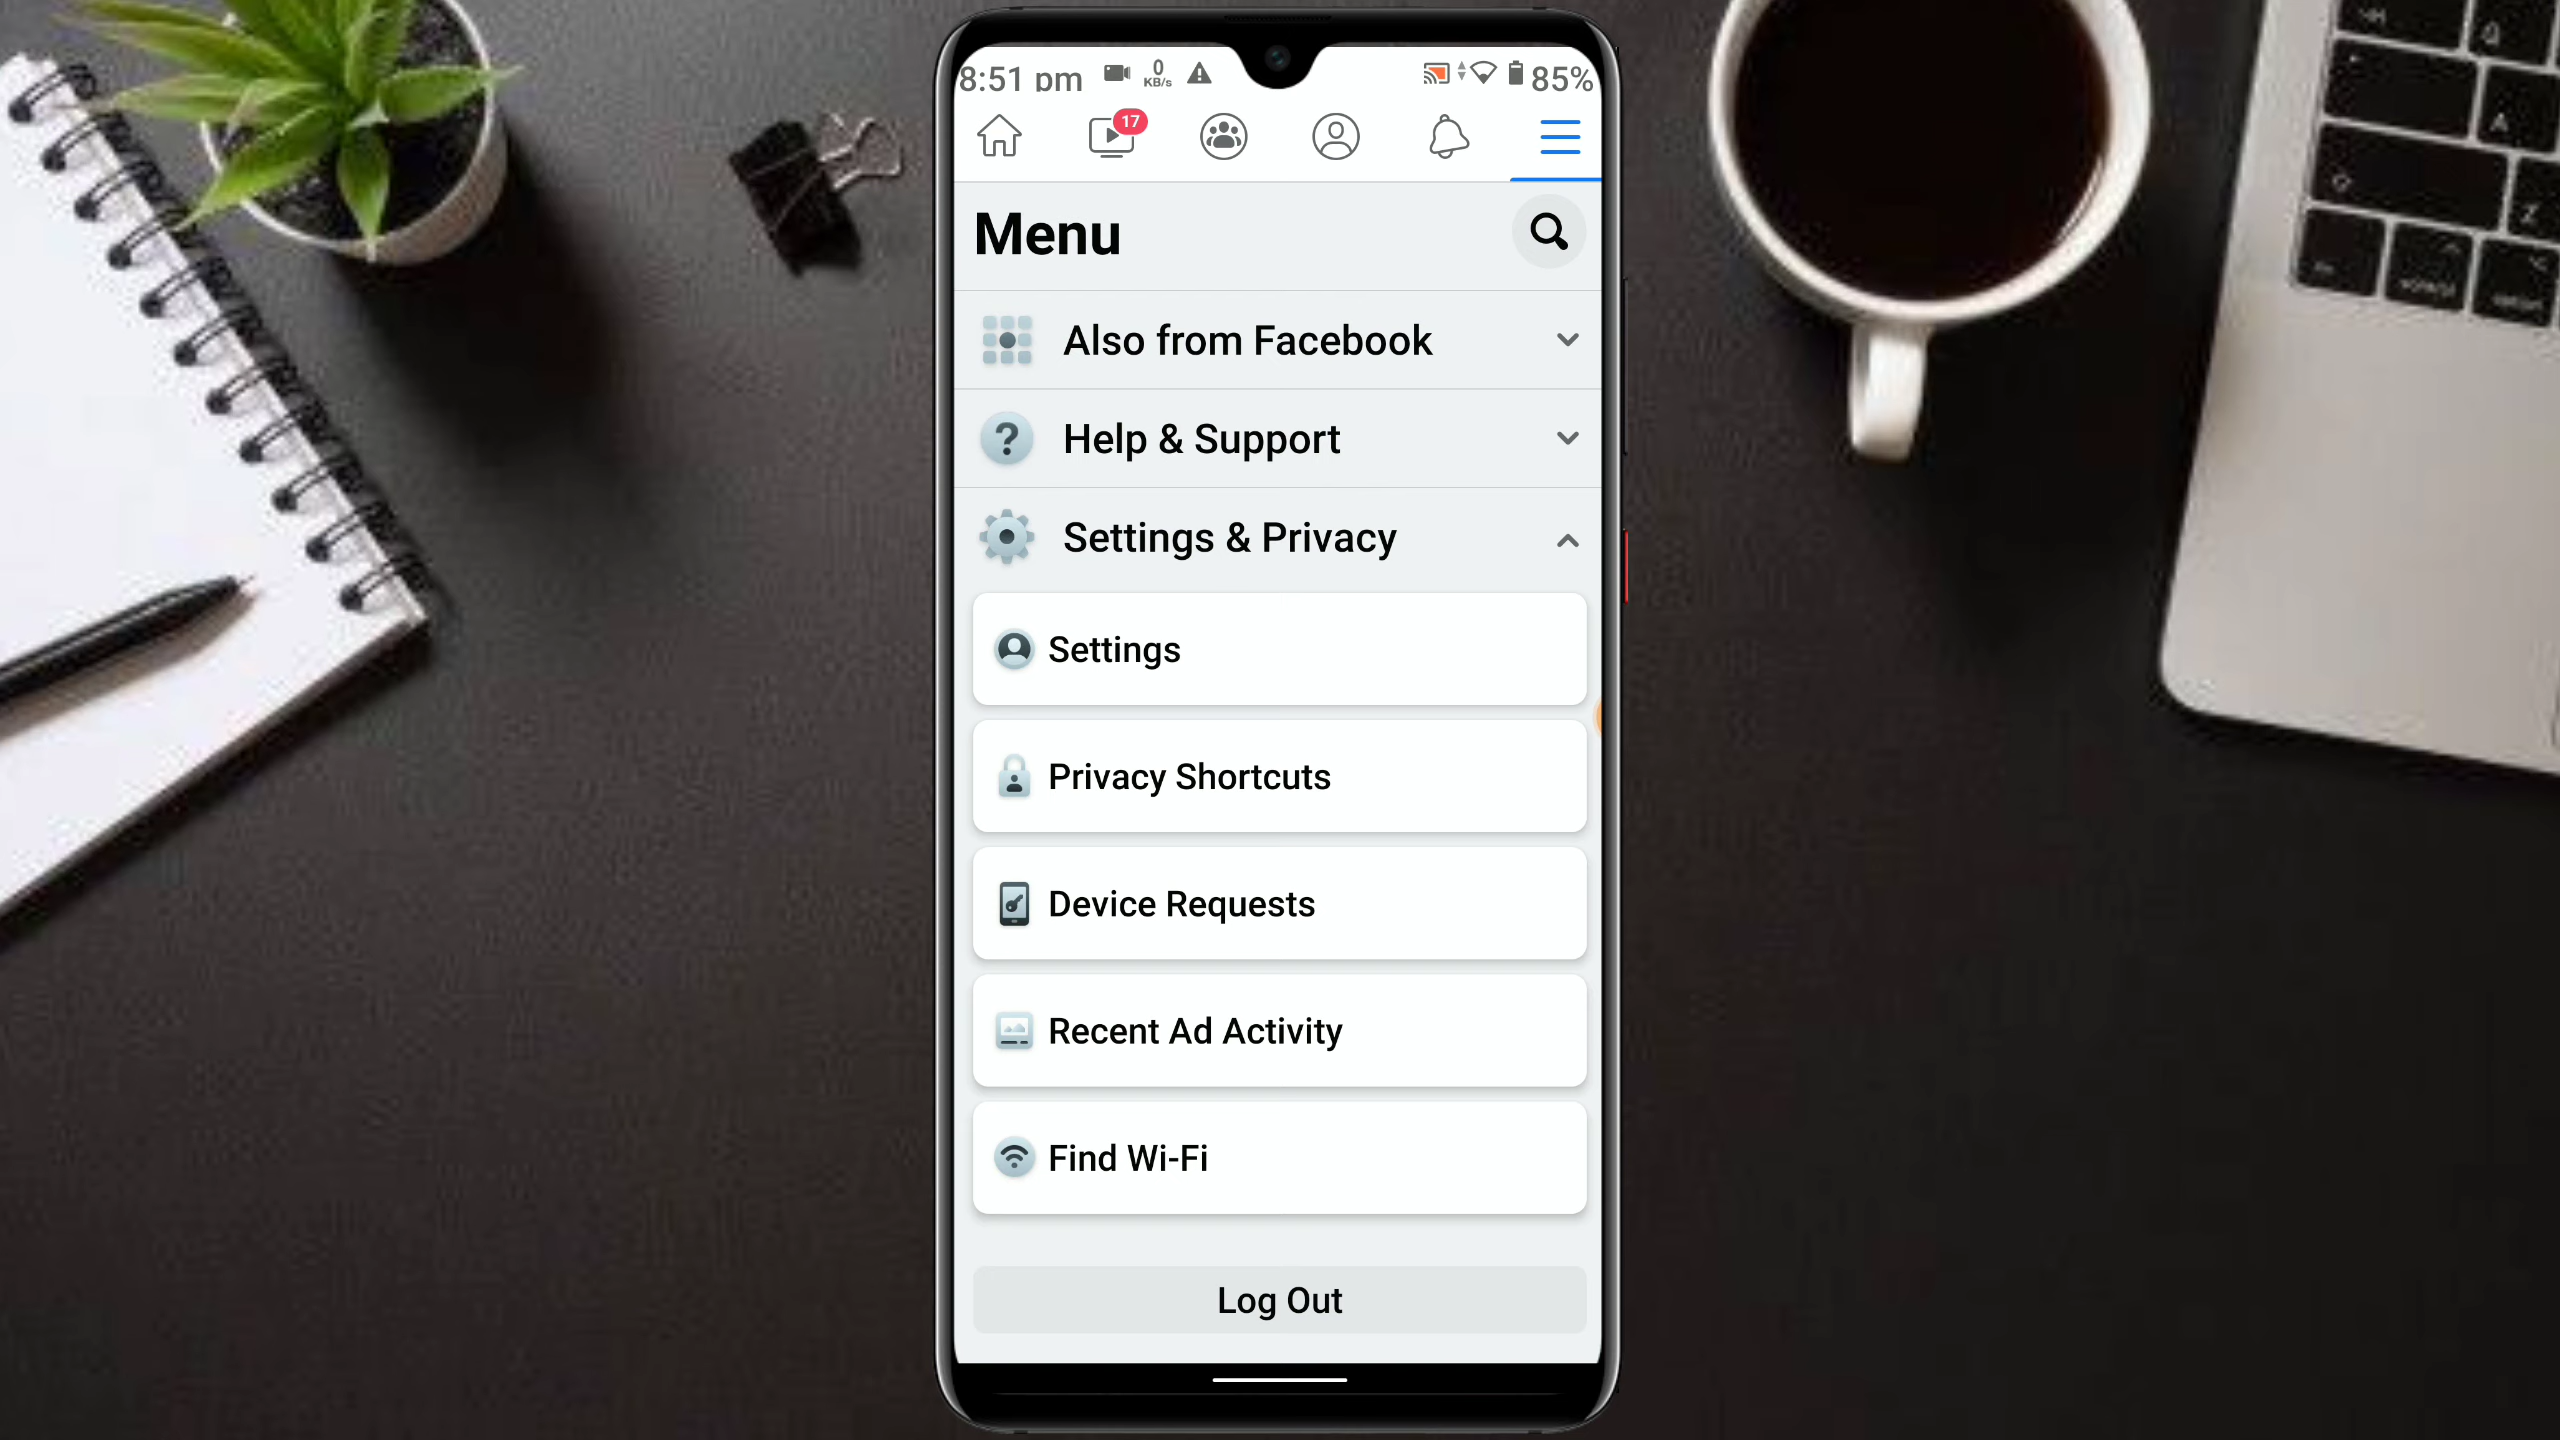 8:51 pm 0 KB/s 85%
17
Menu
Also from Facebook
Help & Support
Settings & Privacy
Settings
Privacy Shortcuts
Device Requests
Recent Ad Activity
Find Wi-Fi
Log Out